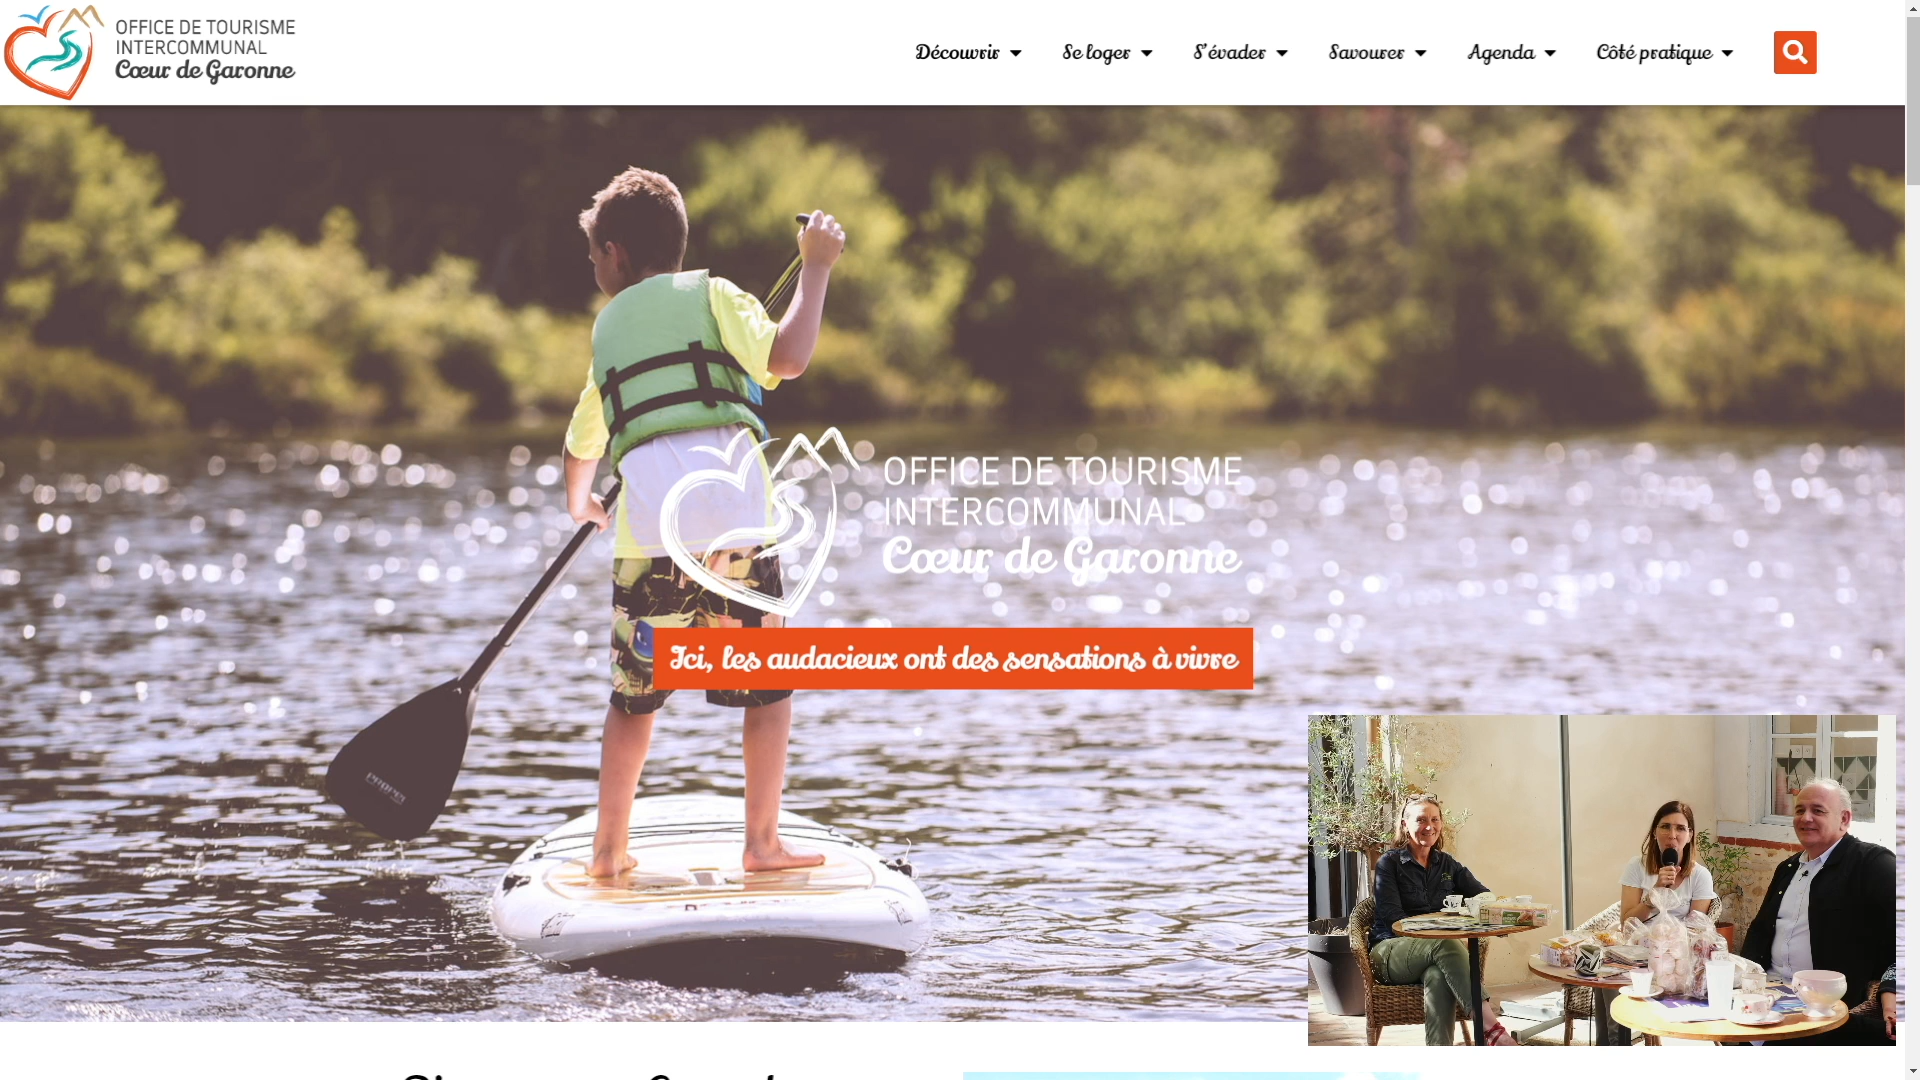 OFFICE DE TOURISME
INTERCOMMUNAL
Cœur de Garonne
Découvrir
Se loger
S'évader
Savourer
Agenda
Côté pratique
OFFICE DE TOURISME
INTERCOMMUNAL
Cœur de Garonne
Ici, les audacieux ont des sensations à vivre